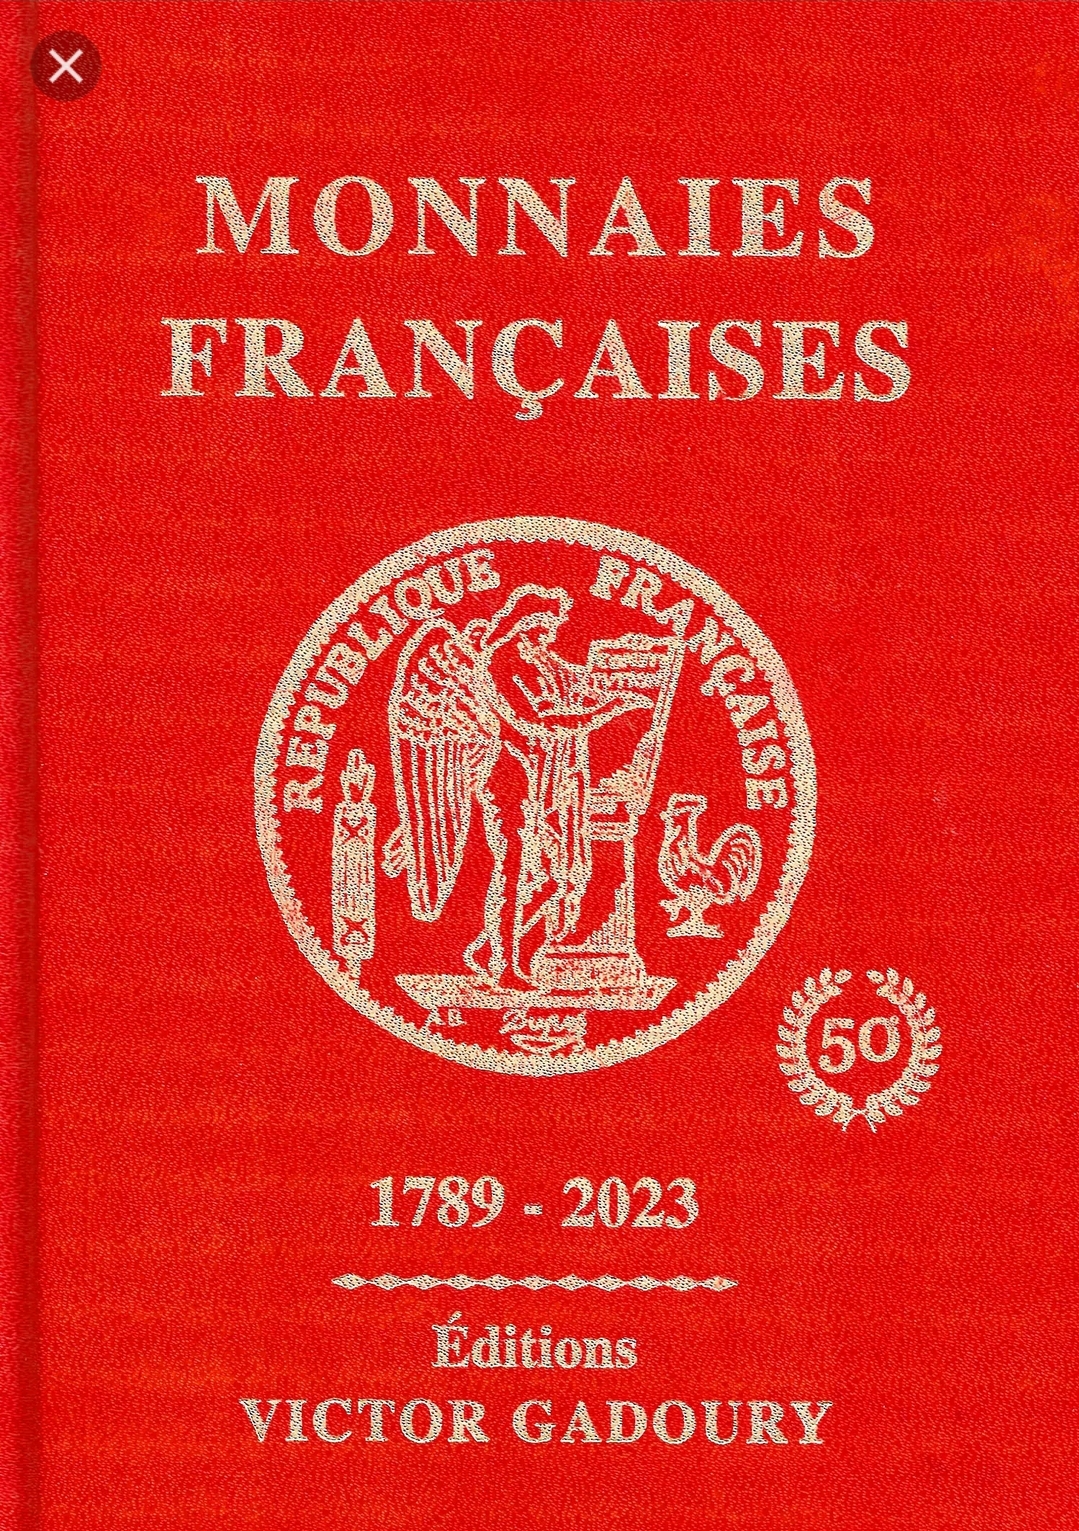 MONNAIES
FRANÇAISES
REPUBLIQUE FRANÇAISE
50
1789 - 2023
Éditions
VICTOR GADOURY